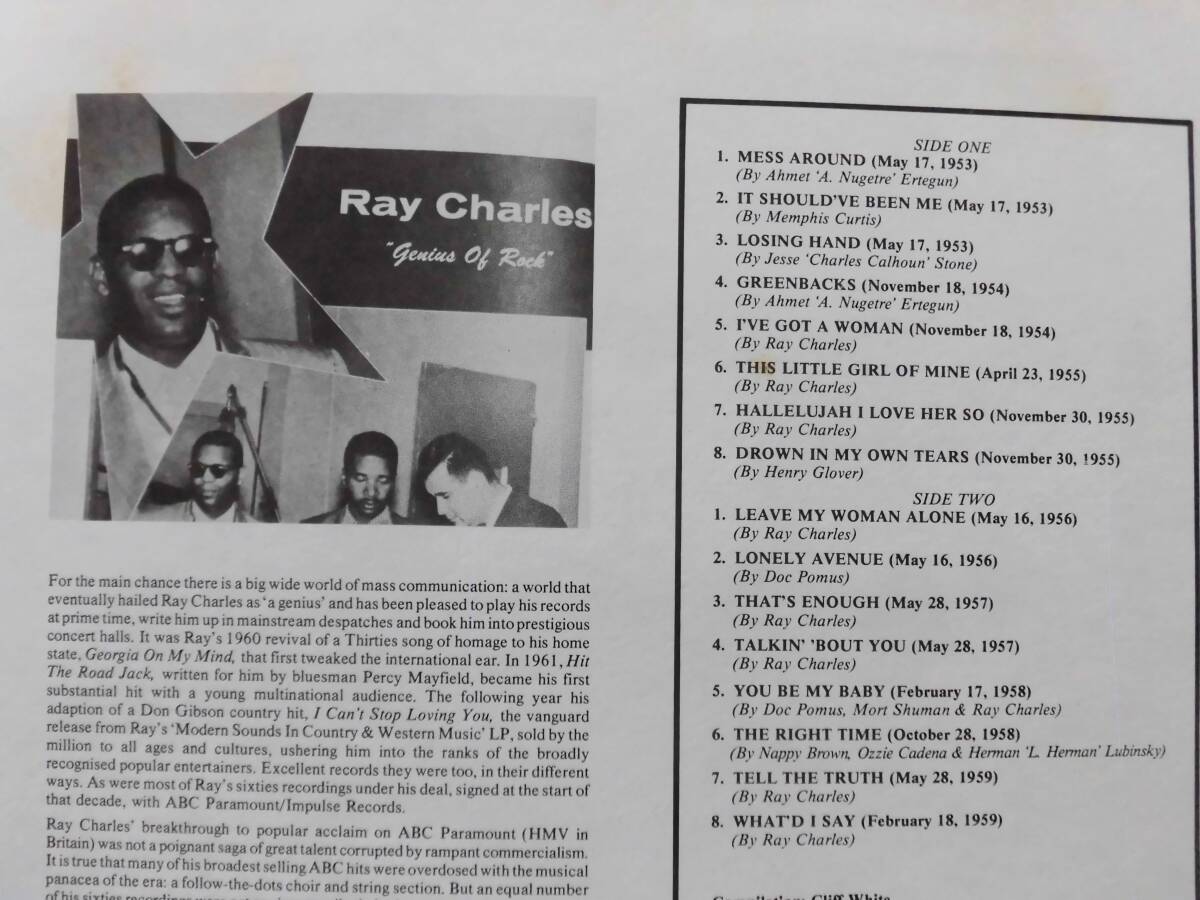 Ray Charles
"Genius Of Rock"
For the main chance there is a big wide world of mass communication: a world that
eventually hailed Ray Charles as 'a genius' and has been pleased to play his records
at prime time, write him up in mainstream despatches and book him into prestigious
concert halls. It was Ray's 1960 revival of a Thirties song of homage to his home
state, Georgia On My Mind, that first tweaked the international ear. In 1961, Hit
The Road Jack, written for him by bluesman Percy Mayfield, became his first
substantial hit with a young multinational audience. The following year his
adaption of a Don Gibson country hit, I Can't Stop Loving You, the vanguard
release from Ray's 'Modern Sounds In Country & Western Music' LP, sold by the
million to all ages and cultures, ushering him into the ranks of the broadly
recognised popular entertainers. Excellent records they were too, in their different
ways. As were most of Ray's sixties recordings under his deal, signed at the start of
that decade, with ABC Paramount/Impulse Records.
Ray Charles' breakthrough to popular acclaim on ABC Paramount (HMV in
Britain) was not a poignant saga of great talent corrupted by rampant commercialism.
It is true that many of his broadest selling ABC hits were overdosed with the musical
panacea of the era: a follow-the-dots choir and string section. But an equal number
of his sixties recordings were
SIDE ONE
1. MESS AROUND (May 17, 1953)
(By Ahmet 'A. Nugetre' Ertegun)
2. IT SHOULD'VE BEEN ME (May 17, 1953)
(By Memphis Curtis)
3. LOSING HAND (May 17, 1953)
(By Jesse 'Charles Calhoun' Stone)
4. GREENBACKS (November 18, 1954)
(By Ahmet 'A. Nugetre' Ertegun)
5. I'VE GOT A WOMAN (November 18, 1954)
(By Ray Charles)
6. THIS LITTLE GIRL OF MINE (April 23, 1955)
(By Ray Charles)
7. HALLELUJAH I LOVE HER SO (November 30, 1955)
(By Ray Charles)
8. DROWN IN MY OWN TEARS (November 30, 1955)
(By Henry Glover)
SIDE TWO
1. LEAVE MY WOMAN ALONE (May 16, 1956)
(By Ray Charles)
2. LONELY AVENUE (May 16, 1956)
(By Doc Pomus)
3. THAT'S ENOUGH (May 28, 1957)
(By Ray Charles)
4. TALKIN' 'BOUT YOU (May 28, 1957)
(By Ray Charles)
5. YOU BE MY BABY (February 17, 1958)
(By Doc Pomus, Mort Shuman & Ray Charles)
6. THE RIGHT TIME (October 28, 1958)
(By Nappy Brown, Ozzie Cadena & Herman 'L. Herman' Lubinsky)
7. TELL THE TRUTH (May 28, 1959)
(By Ray Charles)
8. WHAT'D I SAY (February 18, 1959)
(By Ray Charles)
Compilation: Cliff White